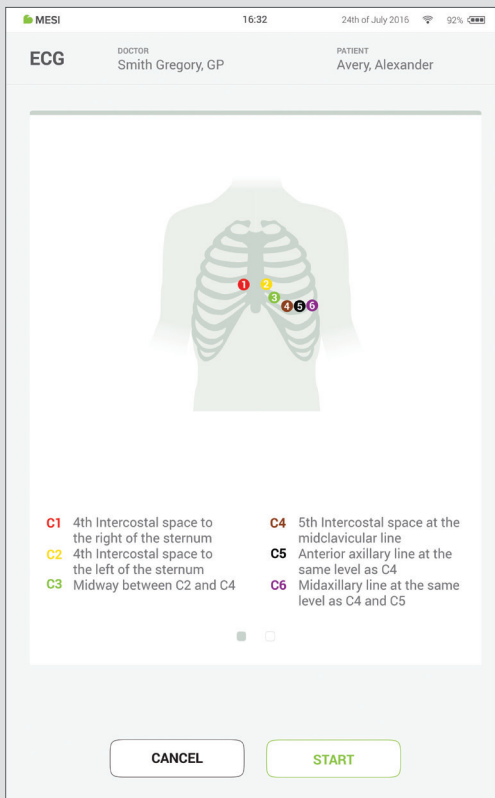 MESI 16:32 24th of July 2016 92%
ECG
DOCTOR
Smith Gregory, GP
PATIENT
Avery, Alexander
1 2
3
4 5 6
C1 4th Intercostal space to
the right of the sternum
C2 4th Intercostal space to
the left of the sternum
C3 Midway between C2 and C4
C4 5th Intercostal space at the
midclavicular line
C5 Anterior axillary line at the
same level as C4
C6 Midaxillary line at the same
level as C4 and C5
CANCEL
START